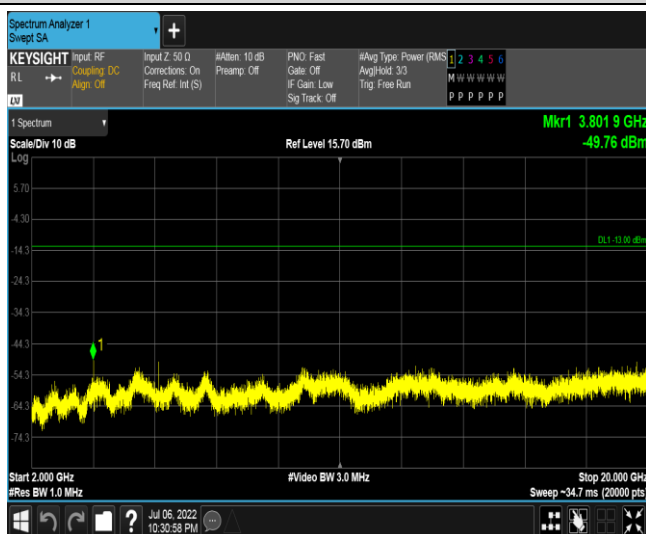 Spectrum Analyzer 1
Swept SA
+
KEYSIGHT
RL
LXI
Input: RF
Coupling: DC
Align: Off
Input Z: 50 Ω
Corrections: On
Freq Ref: Int (S)
#Atten: 10 dB
Preamp: Off
PNO: Fast
Gate: Off
IF Gain: Low
Sig Track: Off
#Avg Type: Power (RMS
Avg|Hold: 3/3
Trig: Free Run
1 2 3 4 5 6
M W W W W W
P P P P P P
1 Spectrum
Scale/Div 10 dB
Ref Level 15.70 dBm
Mkr1 3.801 9 GHz
-49.76 dBm
Log
5.70
-4.30
DL1 -13.00 dBm
-14.3
-24.3
-34.3
-44.3
1
-54.3
-64.3
-74.3
Start 2.000 GHz
#Video BW 3.0 MHz
Stop 20.000 GHz
#Res BW 1.0 MHz
Sweep ~34.7 ms (20000 pts)
?
Jul 06, 2022
10:30:58 PM